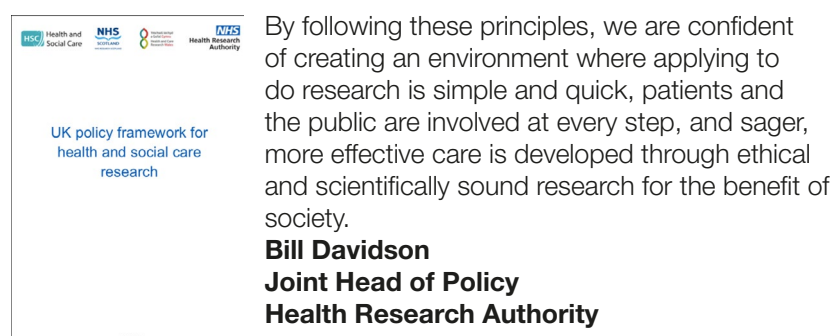 HSC Health and
Social Care
NHS
SCOTLAND
NHS
Health Research
Authority
UK policy framework for
health and social care
research
By following these principles, we are confident
of creating an environment where applying to
do research is simple and quick, patients and
the public are involved at every step, and sager,
more effective care is developed through ethical
and scientifically sound research for the benefit of
society.
Bill Davidson
Joint Head of Policy
Health Research Authority